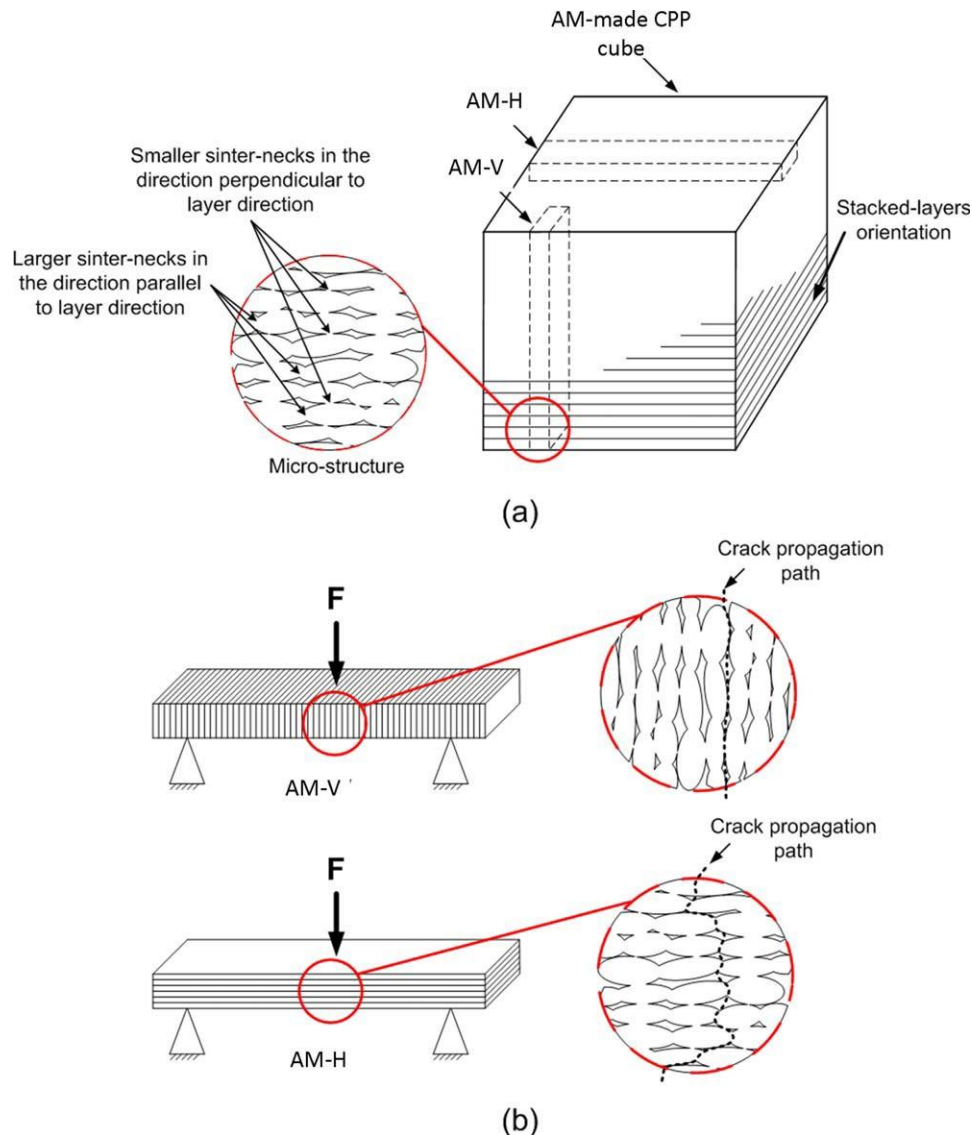 AM-made CPP
cube
AM-H
AM-V
Smaller sinter-necks in the
direction perpendicular to
layer direction
Larger sinter-necks in
the direction parallel
to layer direction
Stacked-layers
orientation
Micro-structure
(a)
Crack propagation
path
F
AM-V '
Crack propagation
path
F
AM-H
(b)